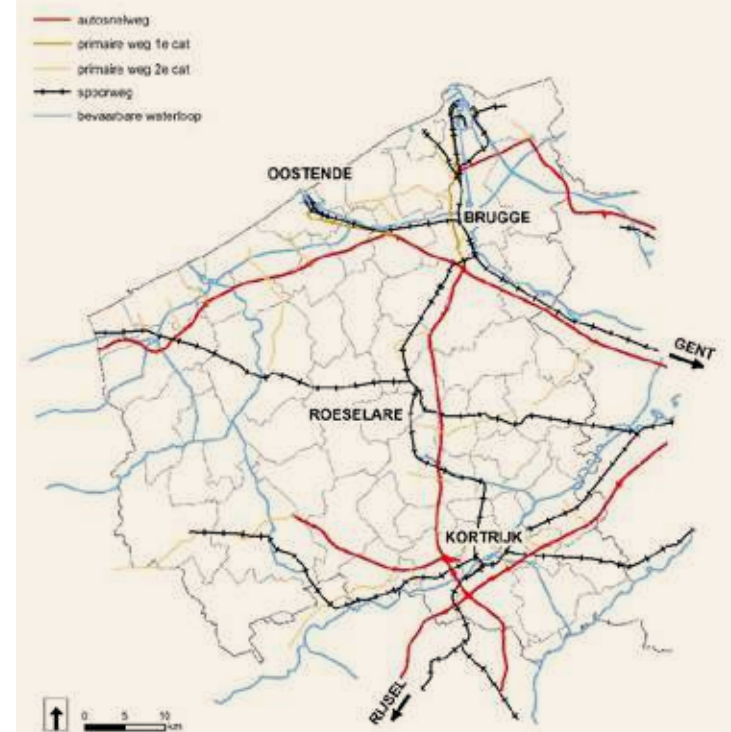 autosnelweg
primaire weg 1e cat
primaire weg 2e cat
spoorweg
bevaarbare waterloop
OOSTENDE
BRUGGE
GENT
ROESELARE
KORTRIJK
RIJSEL
0 5 10
km